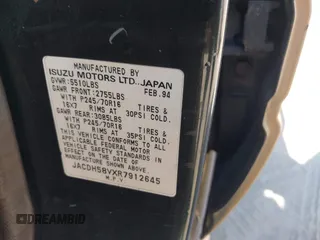 MANUFACTURED BY
ISUZU MOTORS LTD., JAPAN
GVWR: 5510LBS FEB. 94
GAWR FRONT: 2755LBS
WITH P245/70R16 TIRES &
16X7 RIMS AT 30PSI COLD.
GAWR REAR: 3085LBS
WITH P245/70R16 TIRES &
16X7 RIMS AT 35PSI COLD.
THIS VEHICLE CONFORMS TO ALL
APPLICABLE FEDERAL MOTOR
VEHICLE SAFETY STANDARDS
IN EFFECT ON THE DATE OF
MANUFACTURE SHOWN ABOVE.
JACDH58VXR7912645
M.P.V
DREAMBID